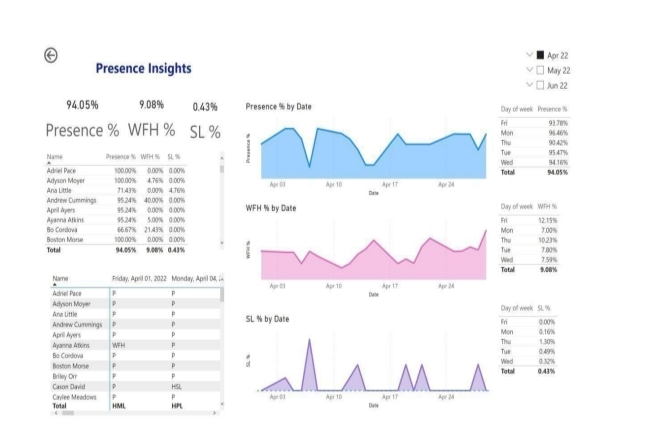 Presence Insights
94.05% 9.08% 0.43%
Presence % WFH % SL %
Name Presence % WFH % SL %
Adriel Pace 100.00% 0.00% 0.00%
Adyson Moyer 100.00% 4.76% 0.00%
Ana Little 71.43% 0.00% 4.76%
Andrew Cummings 95.24% 40.00% 0.00%
April Ayers 95.24% 0.00% 0.00%
Ayanna Atkins 95.24% 5.00% 0.00%
Bo Cordova 66.67% 21.43% 0.00%
Boston Morse 100.00% 0.00% 0.00%
Total 94.05% 9.08% 0.43%
Name Friday, April 01, 2022 Monday, April 04,
Adriel Pace P P
Adyson Moyer P P
Ana Little P P
Andrew Cummings P P
April Ayers P P
Ayanna Atkins WFH P
Bo Cordova P P
Boston Morse P P
Briley Orr P P
Cason David P HSL
Caylee Meadows P P
Total HML HPL
Presence % by Date
Presence %
Apr 03 Apr 10 Apr 17 Apr 24
Date
WFH % by Date
WFH %
Apr 03 Apr 10 Apr 17 Apr 24
Date
SL % by Date
SL %
Apr 03 Apr 10 Apr 17 Apr 24
Date
Apr 22
May 22
Jun 22
Day of week Presence %
Fri 93.78%
Mon 96.46%
Thu 90.42%
Tue 95.47%
Wed 94.16%
Total 94.05%
Day of week WFH %
Fri 12.15%
Mon 7.00%
Thu 10.23%
Tue 7.80%
Wed 7.59%
Total 9.08%
Day of week SL %
Fri 0.00%
Mon 0.16%
Thu 1.30%
Tue 0.49%
Wed 0.32%
Total 0.43%